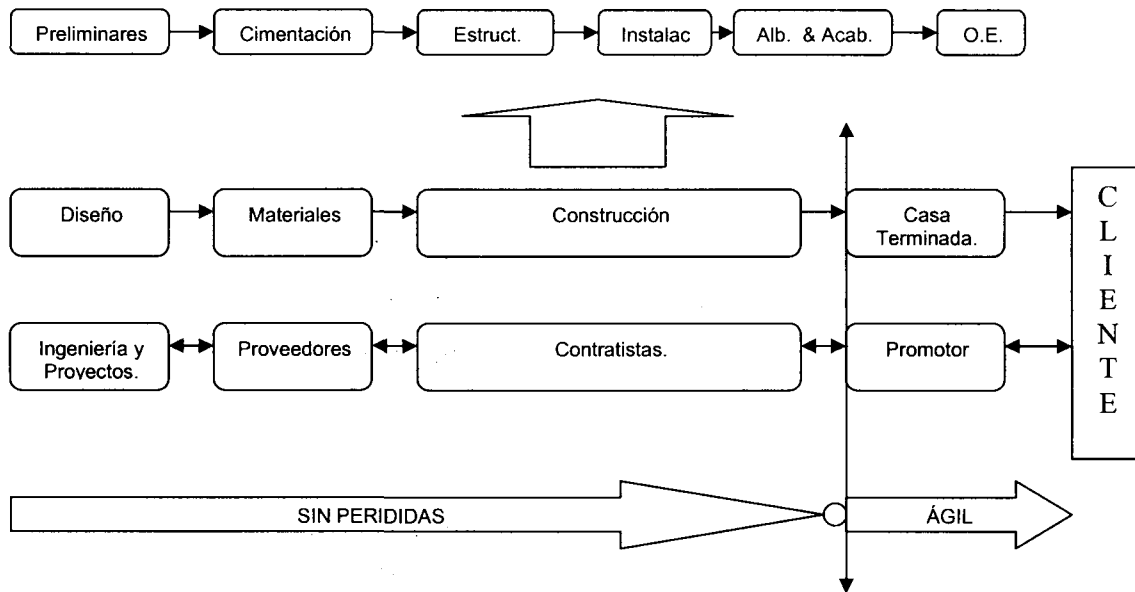 Preliminares
Cimentación
Estruct.
Instalac
Alb. & Acab.
O.E.
Diseño
Materiales
Construcción
Casa
Terminada.
CLIENTE
Ingeniería y
Proyectos.
Proveedores
Contratistas.
Promotor
SIN PERIDIDAS
ÁGIL